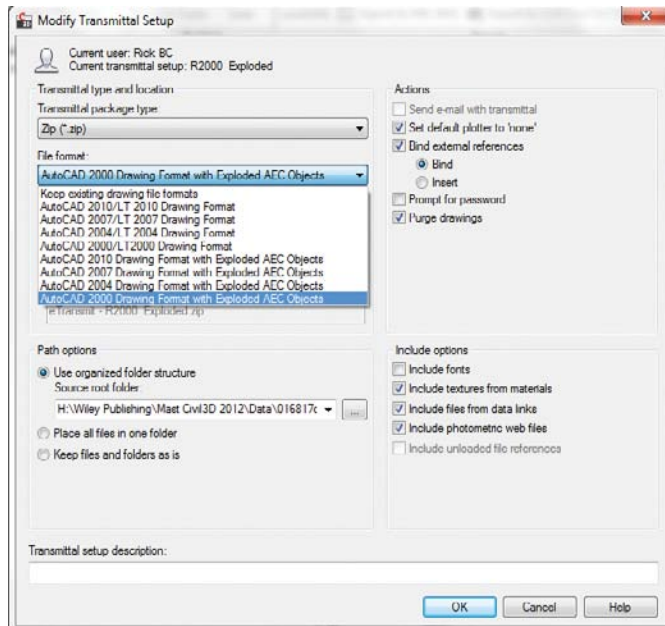 Modify Transmittal Setup
Current user: Rick BC
Current transmittal setup: R2000 Exploded
Transmittal type and location
Transmittal package type:
Zip (*.zip)
File format:
AutoCAD 2000 Drawing Format with Exploded AEC Objects
Keep existing drawing file formats
AutoCAD 2010/LT 2010 Drawing Format
AutoCAD 2007/LT 2007 Drawing Format
AutoCAD 2004/LT 2004 Drawing Format
AutoCAD 2000/LT2000 Drawing Format
AutoCAD 2010 Drawing Format with Exploded AEC Objects
AutoCAD 2007 Drawing Format with Exploded AEC Objects
AutoCAD 2004 Drawing Format with Exploded AEC Objects
AutoCAD 2000 Drawing Format with Exploded AEC Objects
eTransmit - R2000 Exploded.zip
Actions
Send e-mail with transmittal
Set default plotter to 'none'
Bind external references
Bind
Insert
Prompt for password
Purge drawings
Path options
Use organized folder structure
Source root folder:
H:\Wiley Publishing\Mast Civil3D 2012\Data\016817c
...
Place all files in one folder
Keep files and folders as is
Include options
Include fonts
Include textures from materials
Include files from data links
Include photometric web files
Include unloaded file references
Transmittal setup description:
OK
Cancel
Help